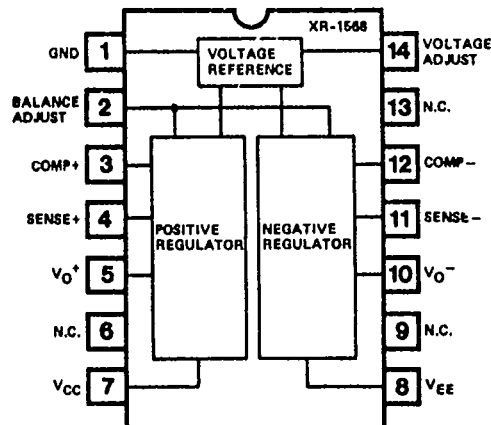 XR-1568
GND 1
VOLTAGE
REFERENCE
14 VOLTAGE
ADJUST
BALANCE
ADJUST 2
13 N.C.
COMP+ 3
12 COMP−
SENSE+ 4
11 SENSE−
POSITIVE
REGULATOR
NEGATIVE
REGULATOR
VO+ 5
10 VO−
N.C. 6
9 N.C.
VCC 7
8 VEE